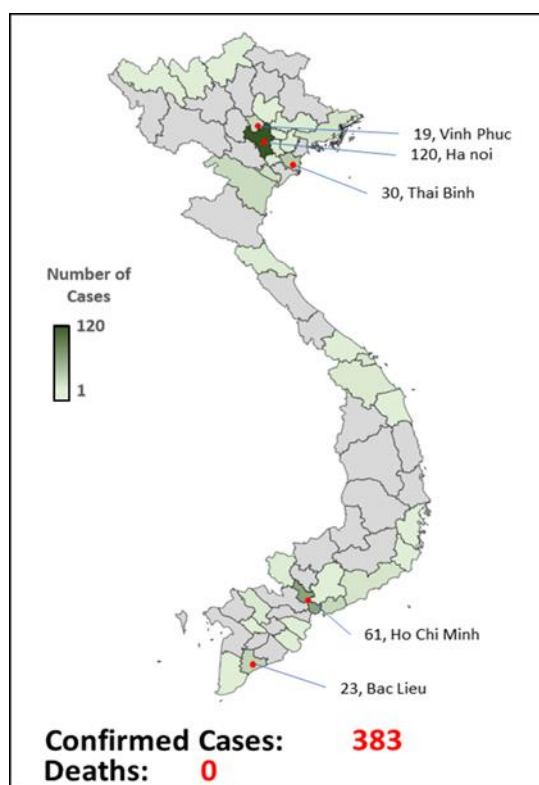 19, Vinh Phuc
120, Ha noi
30, Thai Binh
Number of
Cases
120
1
61, Ho Chi Minh
23, Bac Lieu
Confirmed Cases: 383
Deaths: 0